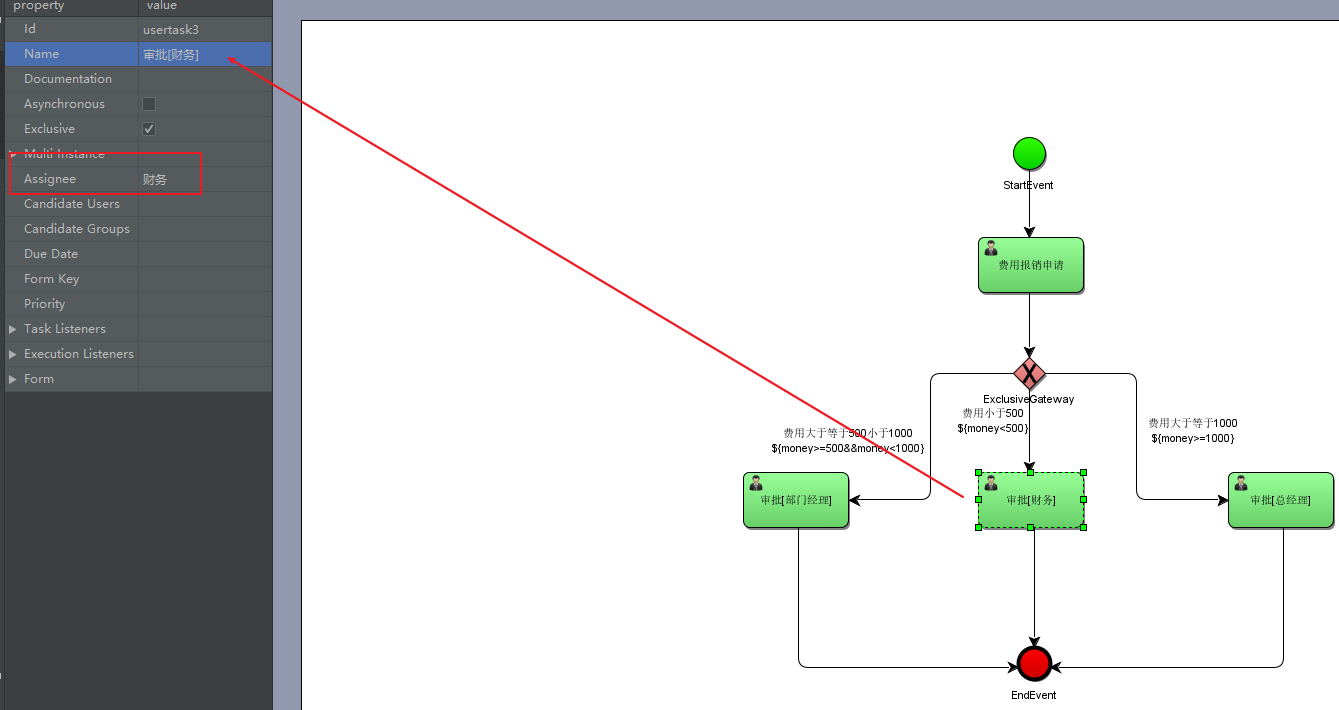 property value
Id usertask3
Name 审批[财务]
Documentation
Asynchronous
Exclusive
Multi Instance
Assignee 财务
Candidate Users
Candidate Groups
Due Date
Form Key
Priority
Task Listeners
Execution Listeners
Form
StartEvent
费用报销申请
ExclusiveGateway
费用小于500
${money<500}
费用大于等于500小于1000
${money>=500&&money<1000}
费用大于等于1000
${money>=1000}
审批[部门经理]
审批[财务]
审批[总经理]
EndEvent